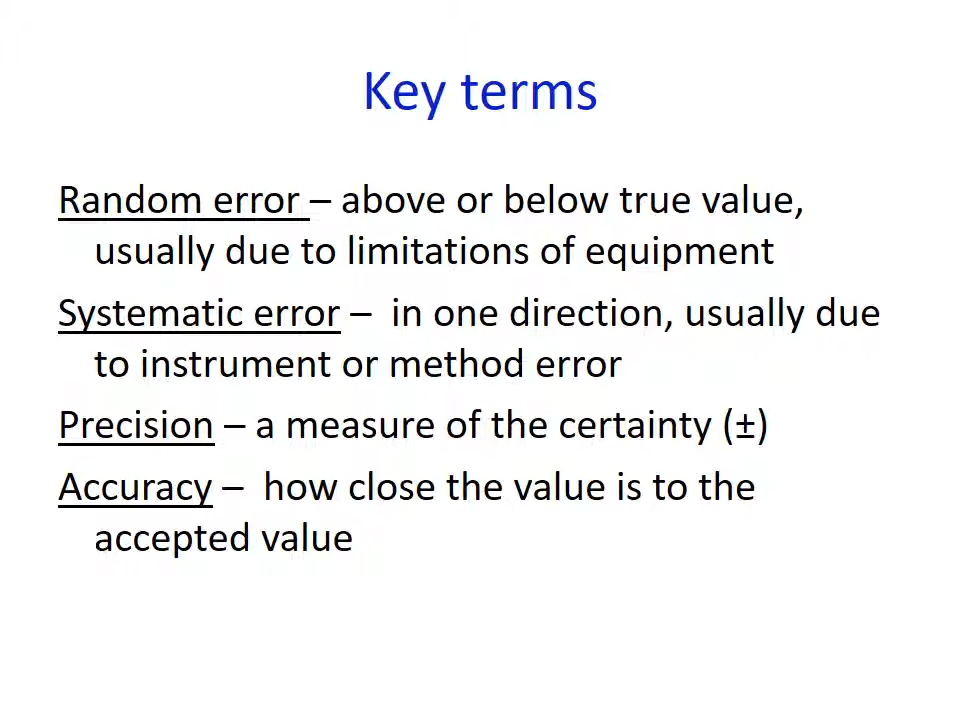 Key terms
Random error – above or below true value,
usually due to limitations of equipment
Systematic error –  in one direction, usually due
to instrument or method error
Precision – a measure of the certainty (±)
Accuracy –  how close the value is to the
accepted value